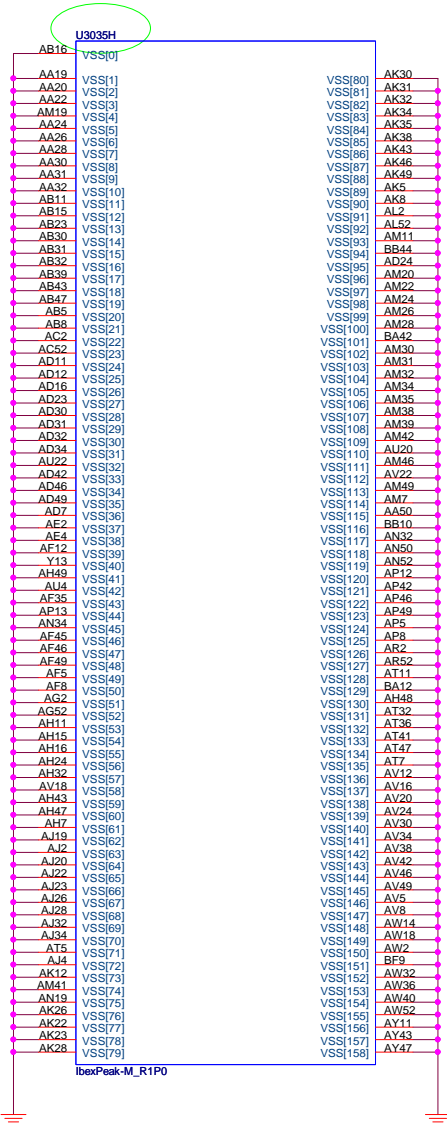 U3035H
AB16 VSS[0]
AA19 VSS[1] VSS[80] AK30
AA20 VSS[2] VSS[81] AK31
AA22 VSS[3] VSS[82] AK32
AM19 VSS[4] VSS[83] AK34
AA24 VSS[5] VSS[84] AK35
AA26 VSS[6] VSS[85] AK38
AA28 VSS[7] VSS[86] AK43
AA30 VSS[8] VSS[87] AK46
AA31 VSS[9] VSS[88] AK49
AA32 VSS[10] VSS[89] AK5
AB11 VSS[11] VSS[90] AK8
AB15 VSS[12] VSS[91] AL2
AB23 VSS[13] VSS[92] AL52
AB30 VSS[14] VSS[93] AM11
AB31 VSS[15] VSS[94] BB44
AB32 VSS[16] VSS[95] AD24
AB39 VSS[17] VSS[96] AM20
AB43 VSS[18] VSS[97] AM22
AB47 VSS[19] VSS[98] AM24
AB5 VSS[20] VSS[99] AM26
AB8 VSS[21] VSS[100] AM28
AC2 VSS[22] VSS[101] BA42
AC52 VSS[23] VSS[102] AM30
AD11 VSS[24] VSS[103] AM31
AD12 VSS[25] VSS[104] AM32
AD16 VSS[26] VSS[105] AM34
AD23 VSS[27] VSS[106] AM35
AD30 VSS[28] VSS[107] AM38
AD31 VSS[29] VSS[108] AM39
AD32 VSS[30] VSS[109] AM42
AD34 VSS[31] VSS[110] AU20
AU22 VSS[32] VSS[111] AM46
AD42 VSS[33] VSS[112] AV22
AD46 VSS[34] VSS[113] AM49
AD49 VSS[35] VSS[114] AM7
AD7 VSS[36] VSS[115] AA50
AE2 VSS[37] VSS[116] BB10
AE4 VSS[38] VSS[117] AN32
AF12 VSS[39] VSS[118] AN50
Y13 VSS[40] VSS[119] AN52
AH49 VSS[41] VSS[120] AP12
AU4 VSS[42] VSS[121] AP42
AF35 VSS[43] VSS[122] AP46
AP13 VSS[44] VSS[123] AP49
AN34 VSS[45] VSS[124] AP5
AF45 VSS[46] VSS[125] AP8
AF46 VSS[47] VSS[126] AR2
AF49 VSS[48] VSS[127] AR52
AF5 VSS[49] VSS[128] AT11
AF8 VSS[50] VSS[129] BA12
AG2 VSS[51] VSS[130] AH48
AG52 VSS[52] VSS[131] AT32
AH11 VSS[53] VSS[132] AT36
AH15 VSS[54] VSS[133] AT41
AH16 VSS[55] VSS[134] AT47
AH24 VSS[56] VSS[135] AT7
AH32 VSS[57] VSS[136] AV12
AV18 VSS[58] VSS[137] AV16
AH43 VSS[59] VSS[138] AV20
AH47 VSS[60] VSS[139] AV24
AH7 VSS[61] VSS[140] AV30
AJ19 VSS[62] VSS[141] AV34
AJ2 VSS[63] VSS[142] AV38
AJ20 VSS[64] VSS[143] AV42
AJ22 VSS[65] VSS[144] AV46
AJ23 VSS[66] VSS[145] AV49
AJ26 VSS[67] VSS[146] AV5
AJ28 VSS[68] VSS[147] AV8
AJ32 VSS[69] VSS[148] AW14
AJ34 VSS[70] VSS[149] AW18
AT5 VSS[71] VSS[150] AW2
AJ4 VSS[72] VSS[151] BF9
AK12 VSS[73] VSS[152] AW32
AM41 VSS[74] VSS[153] AW36
AN19 VSS[75] VSS[154] AW40
AK26 VSS[76] VSS[155] AW52
AK22 VSS[77] VSS[156] AY11
AK23 VSS[78] VSS[157] AY43
AK28 VSS[79] VSS[158] AY47
IbexPeak-M_R1P0